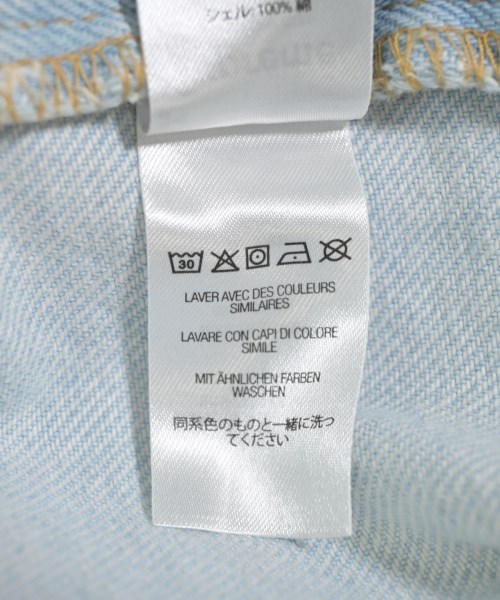 シェル: 100% 綿
30
LAVER AVEC DES COULEURS
SIMILAIRES
LAVARE CON CAPI DI COLORE
SIMILE
MIT ÄHNLICHEN FARBEN
WASCHEN
同系色のものと一緒に洗っ
てください